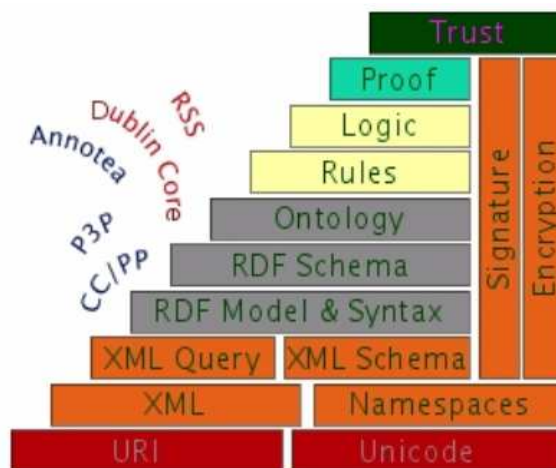 Trust
Proof
Logic
Rules
Ontology
RDF Schema
RDF Model & Syntax
XML Query XML Schema
XML Namespaces
URI Unicode
Signature
Encryption
RSS
Dublin Core
Annotea
P3P
CC/PP